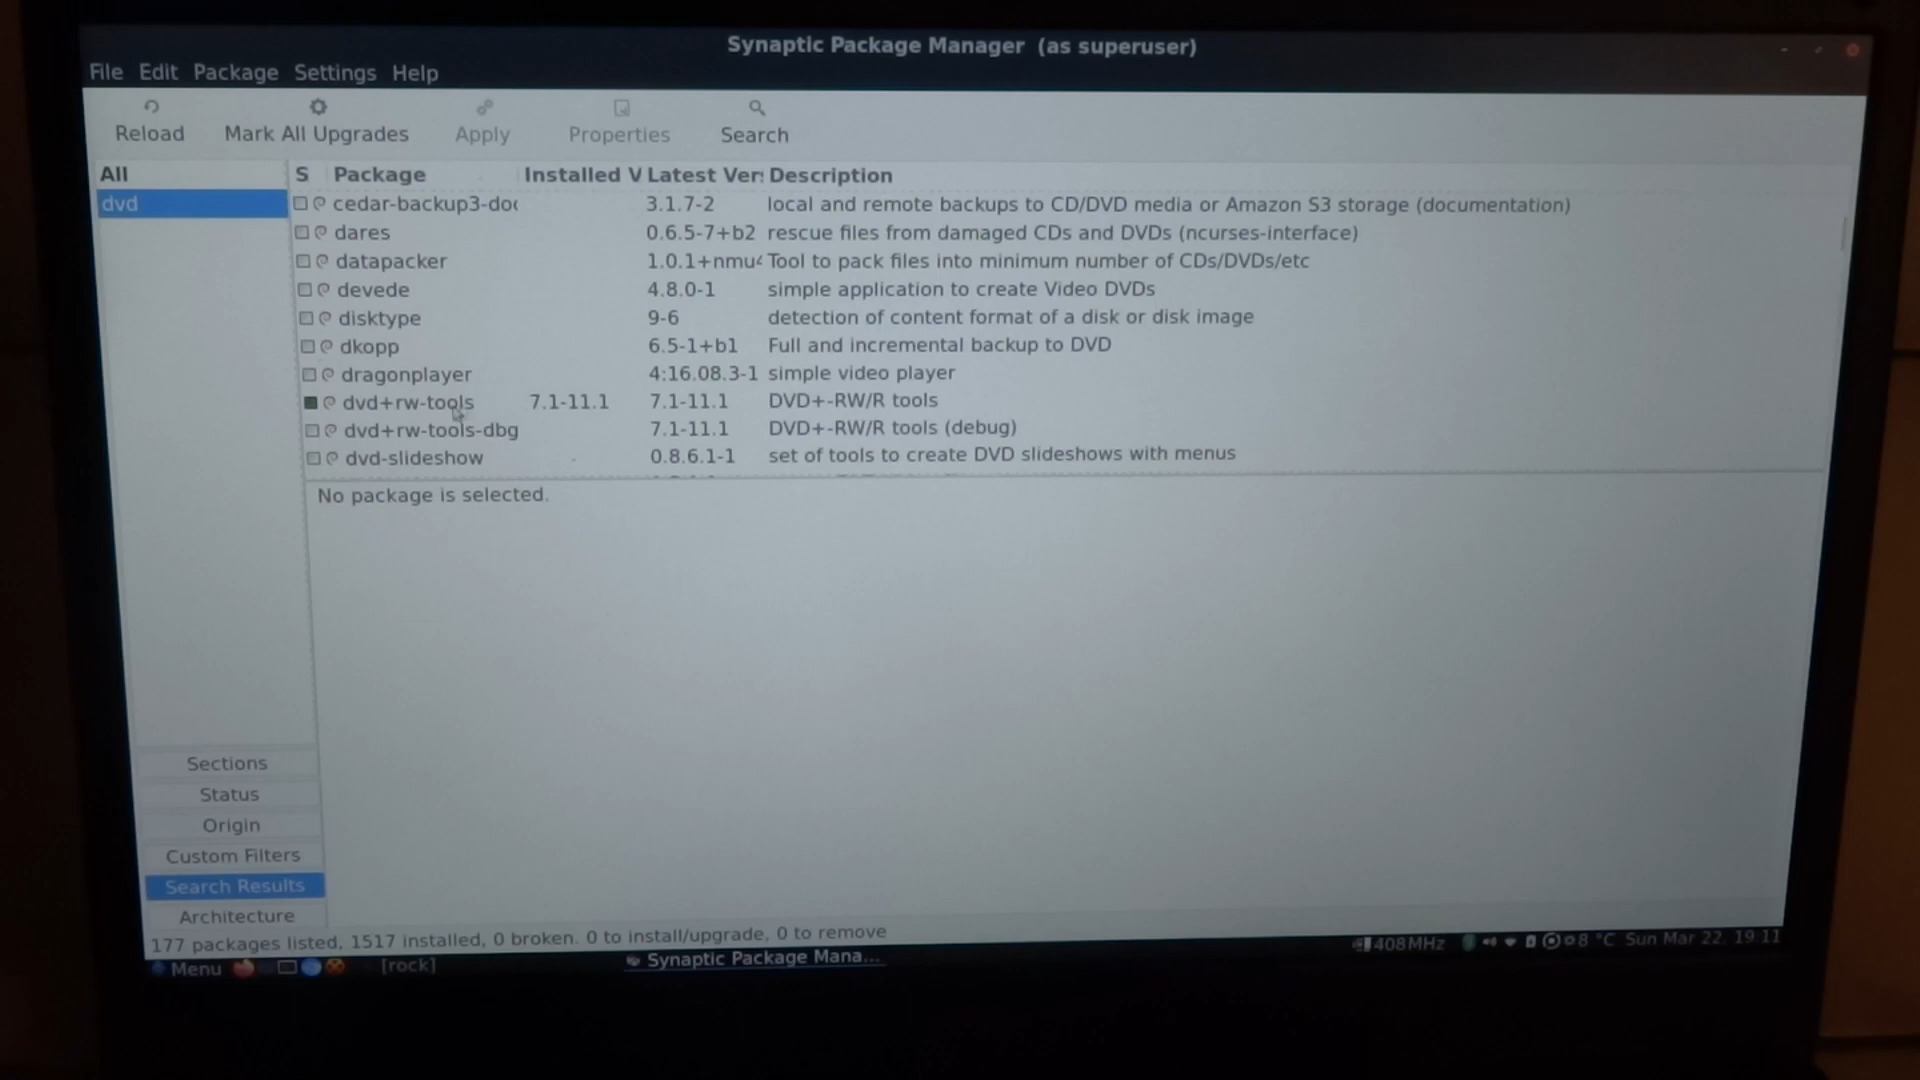 Synaptic Package Manager (as superuser)
File Edit Package Settings Help
Reload Mark All Upgrades Apply Properties Search
All
dvd
S Package Installed V Latest Ver: Description
cedar-backup3-doc 3.1.7-2 local and remote backups to CD/DVD media or Amazon S3 storage (documentation)
dares 0.6.5-7+b2 rescue files from damaged CDs and DVDs (ncurses-interface)
datapacker 1.0.1+nmu4 Tool to pack files into minimum number of CDs/DVDs/etc
devede 4.8.0-1 simple application to create Video DVDs
disktype 9-6 detection of content format of a disk or disk image
dkopp 6.5-1+b1 Full and incremental backup to DVD
dragonplayer 4:16.08.3-1 simple video player
dvd+rw-tools 7.1-11.1 7.1-11.1 DVD+-RW/R tools
dvd+rw-tools-dbg 7.1-11.1 DVD+-RW/R tools (debug)
dvd-slideshow 0.8.6.1-1 set of tools to create DVD slideshows with menus
No package is selected.
Sections
Status
Origin
Custom Filters
Search Results
Architecture
177 packages listed, 1517 installed, 0 broken. 0 to install/upgrade, 0 to remove
Menu [rock] Synaptic Package Mana... 408MHz 8 °C Sun Mar 22, 19 11